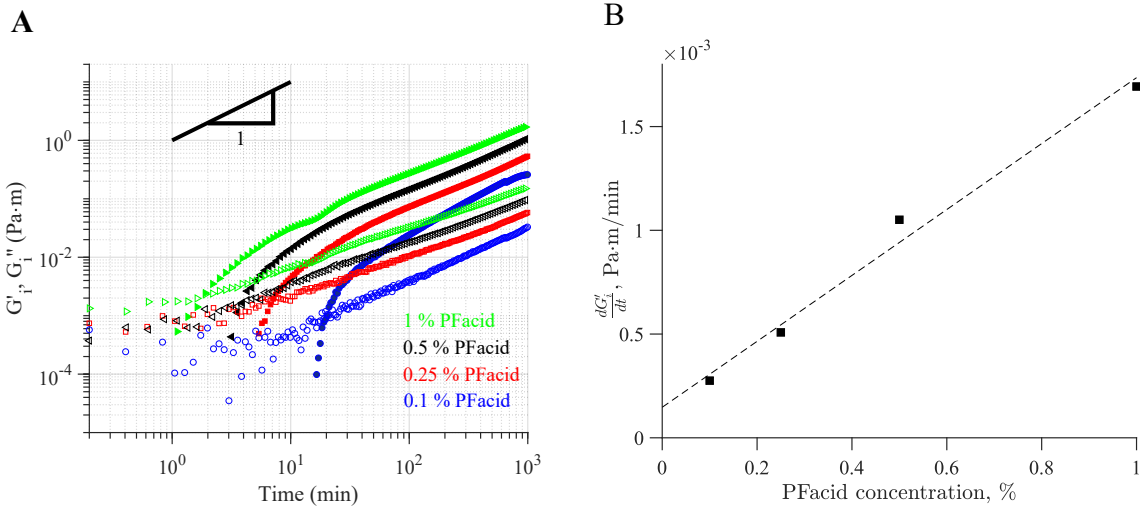 A
G'ᵢ, G"ᵢ (Pa·m)
10⁰
10⁻²
10⁻⁴
1
1 % PFacid
0.5 % PFacid
0.25 % PFacid
0.1 % PFacid
10⁰ 10¹ 10² 10³
Time (min)
B
×10⁻³
dG'ᵢ/dt, Pa·m/min
1.5
1
0.5
0
0 0.2 0.4 0.6 0.8 1
PFacid concentration, %